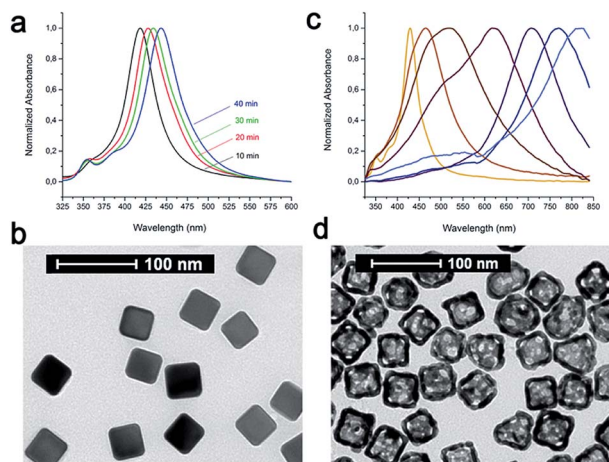 a
1,0
0,8
0,6
0,4
0,2
0,0
Normalized Absorbance
40 min
30 min
20 min
10 min
325 350 375 400 425 450 475 500 525 550 575 600
Wavelength (nm)
c
1,0
0,8
0,6
0,4
0,2
0,0
Normalized Absorbance
350 400 450 500 550 600 650 700 750 800 850
Wavelength (nm)
b
100 nm
d
100 nm